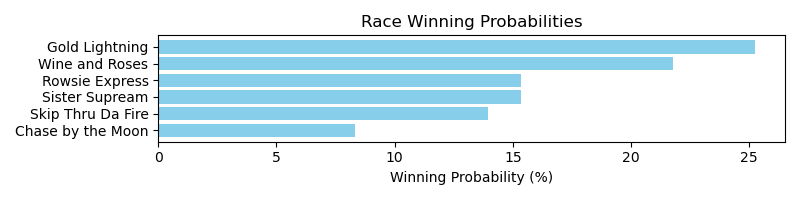 Race Winning Probabilities
Gold Lightning
Wine and Roses
Rowsie Express
Sister Supream
Skip Thru Da Fire
Chase by the Moon
0 5 10 15 20 25
Winning Probability (%)